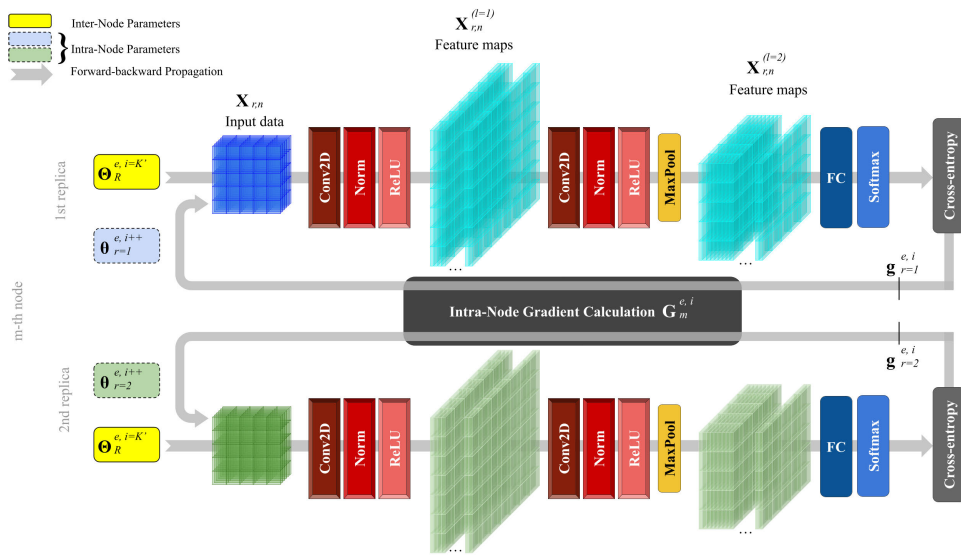 Inter-Node Parameters
Intra-Node Parameters
Forward-backward Propagation
X r,n
Input data
X r,n (l=1)
Feature maps
X r,n (l=2)
Feature maps
m-th node
1st replica
Θ R e, i=K'
θ r=1 e, i++
Conv2D
Norm
ReLU
...
Conv2D
Norm
ReLU
MaxPool
...
FC
Softmax
Cross-entropy
g r=1 e, i
Intra-Node Gradient Calculation G m e, i
g r=2 e, i
2nd replica
θ r=2 e, i++
Θ R e, i=K'
Conv2D
Norm
ReLU
...
Conv2D
Norm
ReLU
MaxPool
...
FC
Softmax
Cross-entropy